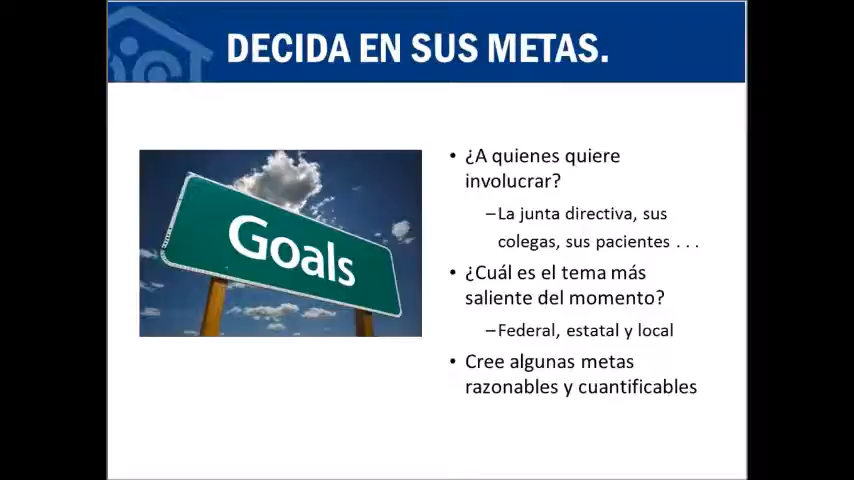 DECIDA EN SUS METAS.
Goals
• ¿A quienes quiere
involucrar?
–La junta directiva, sus
colegas, sus pacientes . . .
• ¿Cuál es el tema más
saliente del momento?
–Federal, estatal y local
• Cree algunas metas
razonables y cuantificables